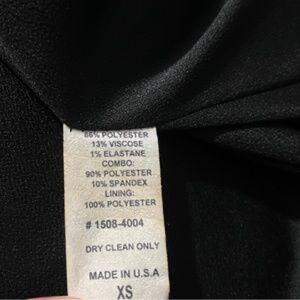 86% POLYESTER
13% VISCOSE
1% ELASTANE
COMBO:
90% POLYESTER
10% SPANDEX
LINING:
100% POLYESTER
# 1508-4004
DRY CLEAN ONLY
MADE IN U.S.A
XS